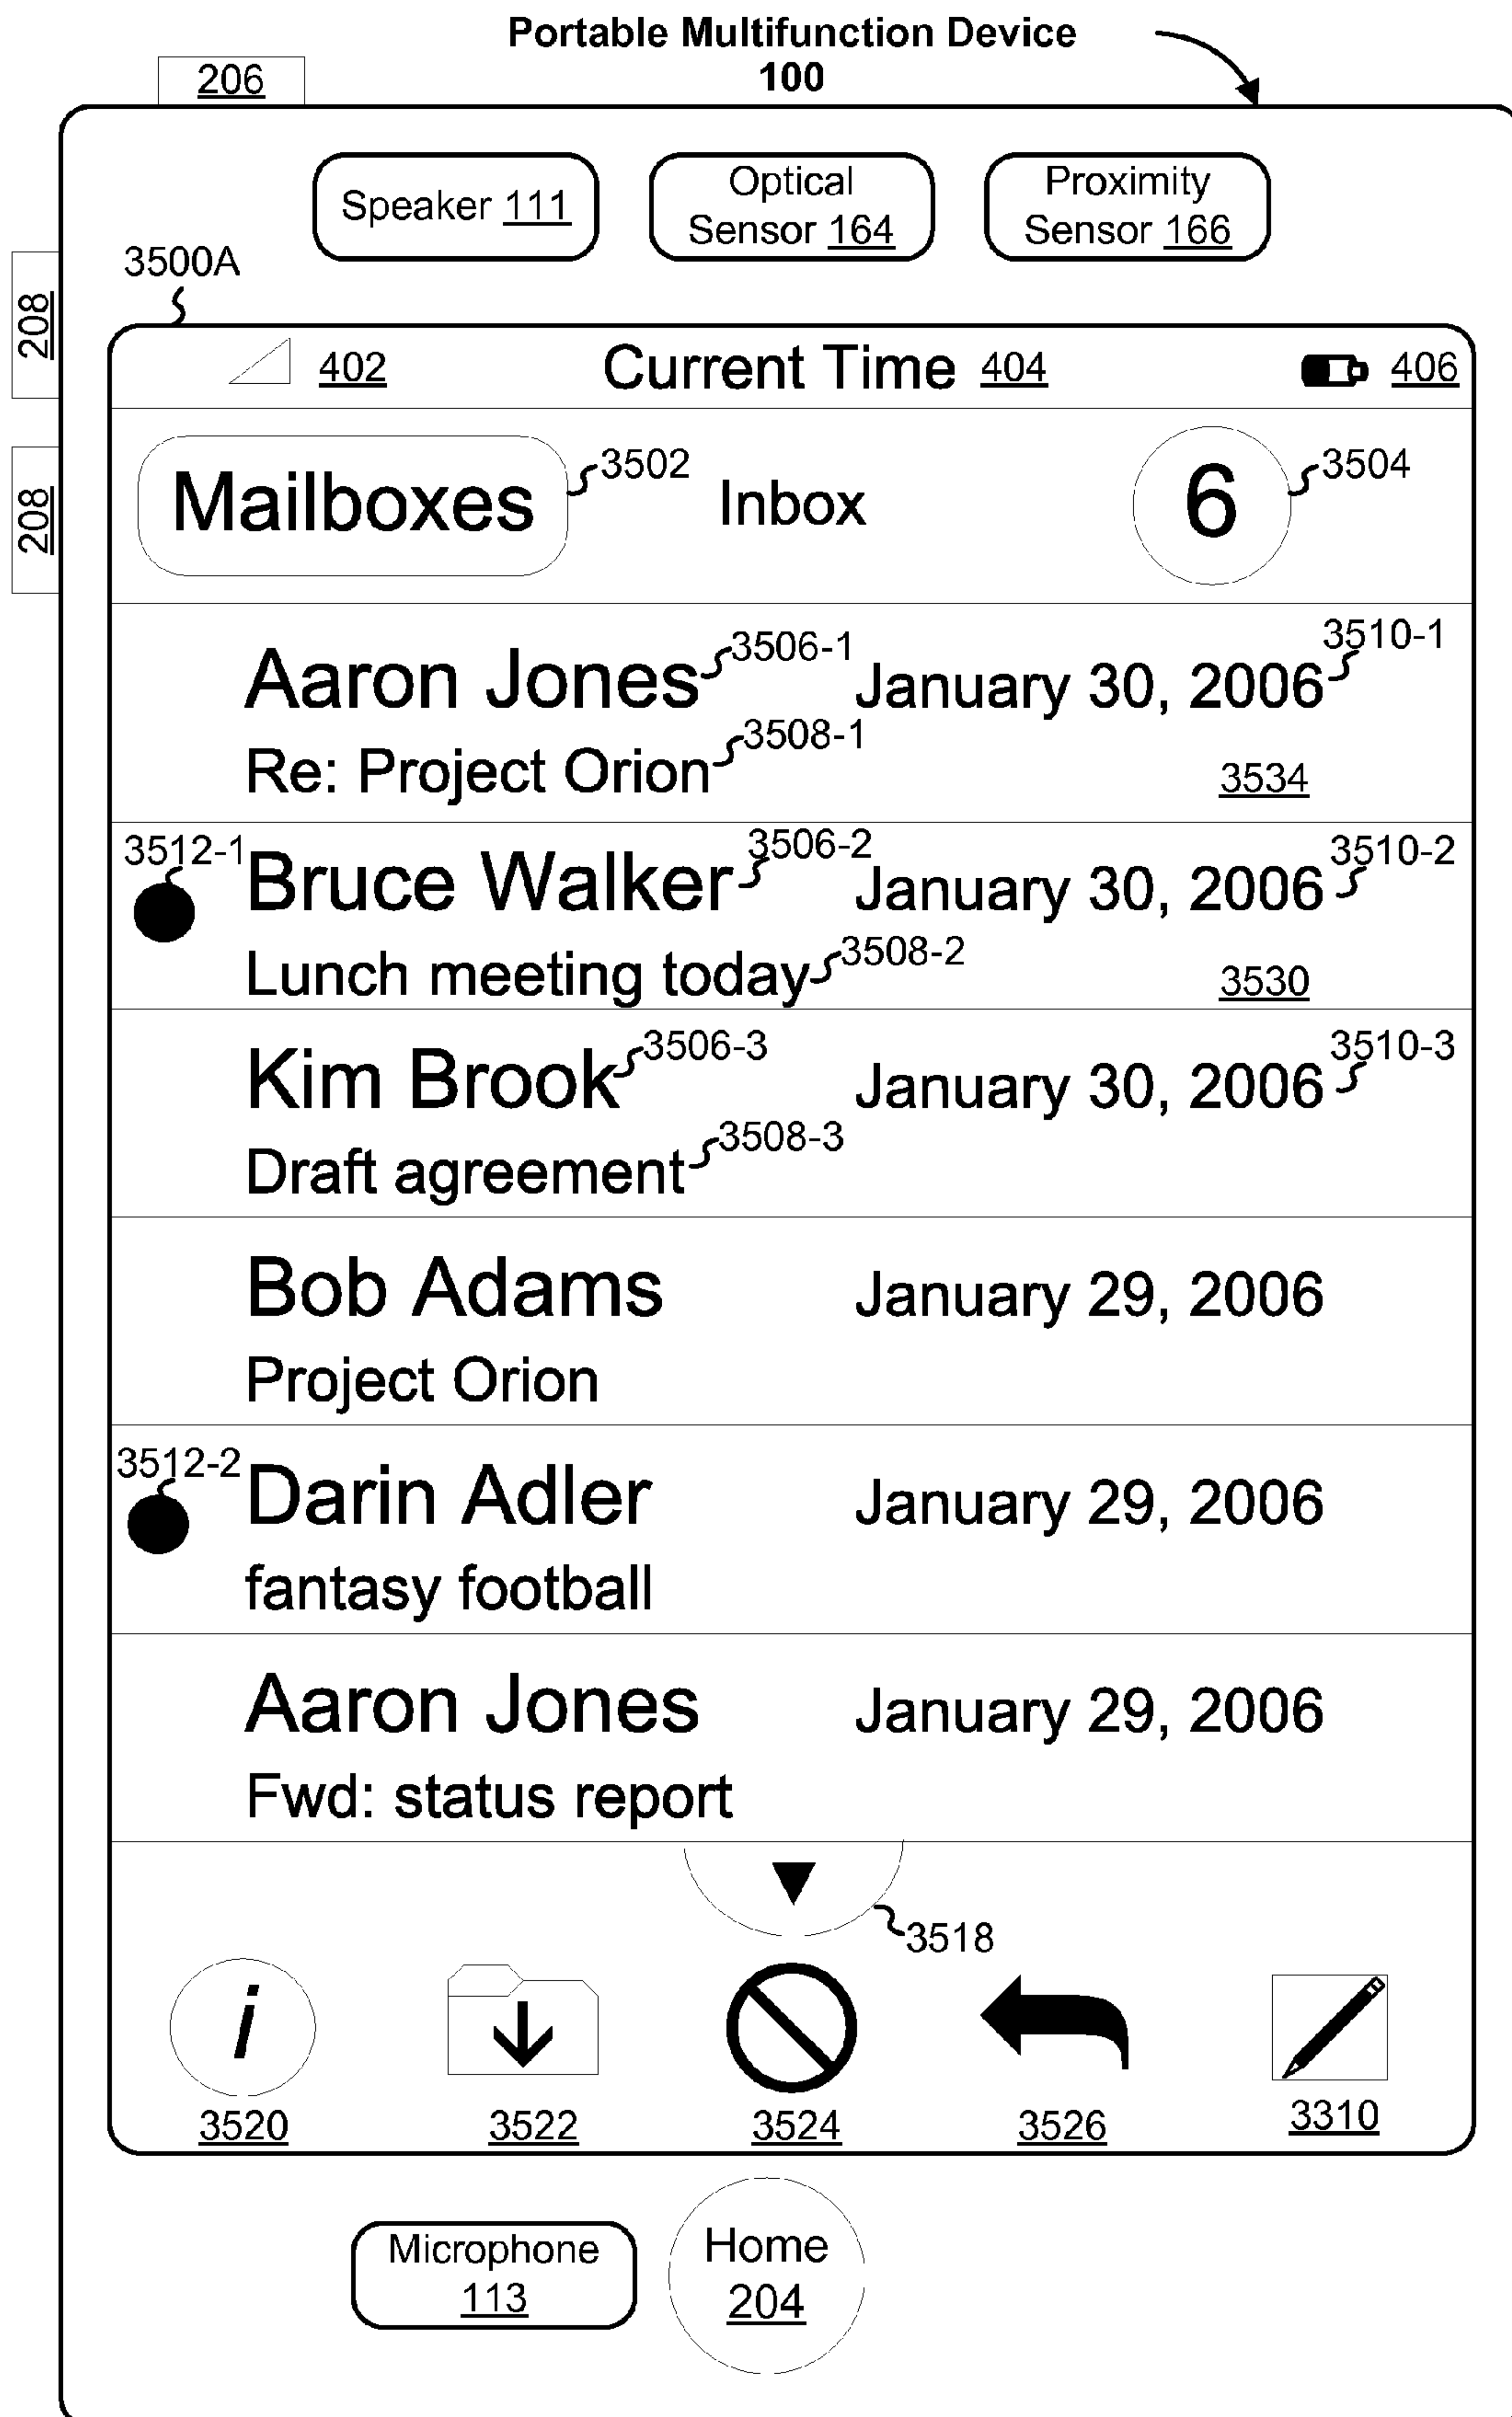 Portable Multifunction Device
100
206
Speaker 111
Optical
Sensor 164
Proximity
Sensor 166
3500A
208
208
402 Current Time 404 406
Mailboxes 3502 Inbox 6 3504
Aaron Jones 3506-1 January 30, 2006 3510-1
Re: Project Orion 3508-1 3534
3512-1 Bruce Walker 3506-2 January 30, 2006 3510-2
Lunch meeting today 3508-2 3530
Kim Brook 3506-3 January 30, 2006 3510-3
Draft agreement 3508-3
Bob Adams January 29, 2006
Project Orion
3512-2 Darin Adler January 29, 2006
fantasy football
Aaron Jones January 29, 2006
Fwd: status report
3518
i
3520 3522 3524 3526 3310
Microphone
113
Home
204